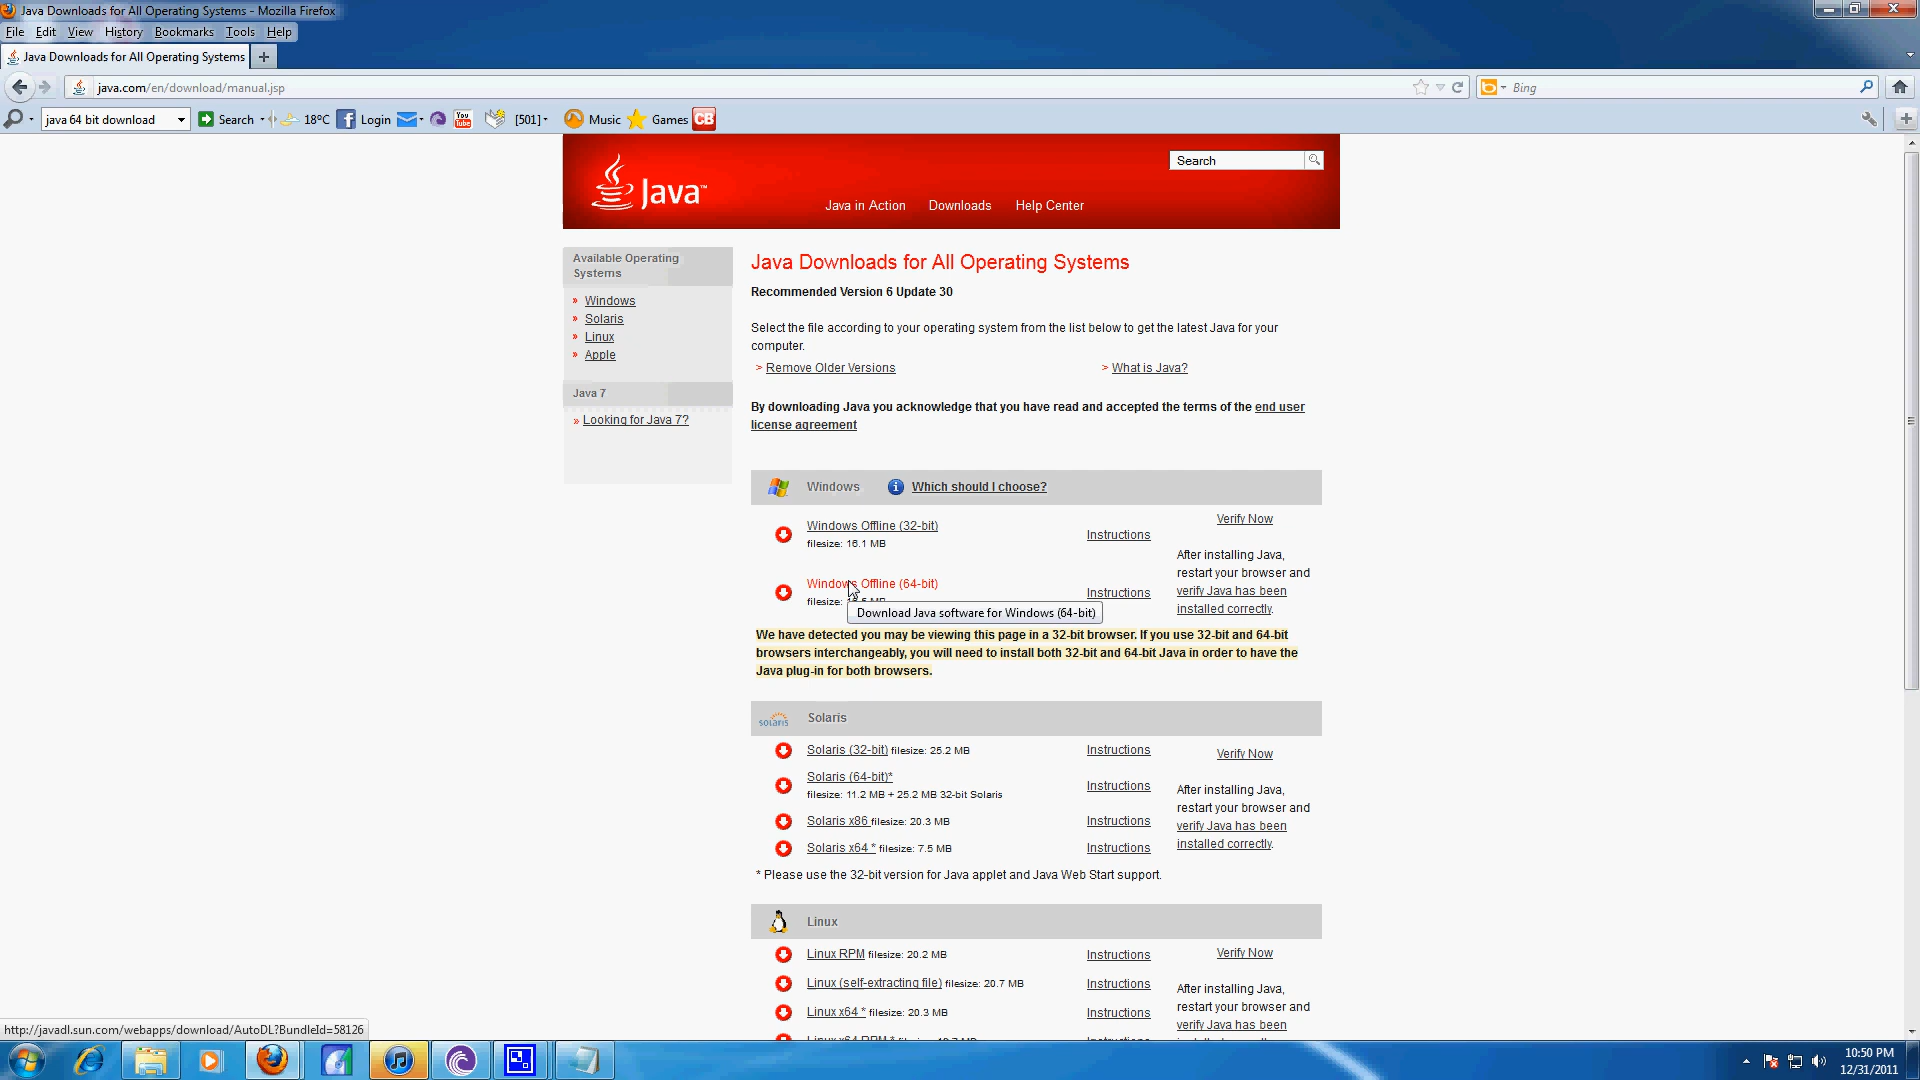 Java Downloads for All Operating Systems - Mozilla Firefox
File Edit View History Bookmarks Tools Help
Java Downloads for All Operating Systems
java.com/en/download/manual.jsp
Bing
java 64 bit download
Search
18°C
Login
You
Tube
[501]
Music
Games
CB
Java™
Search
Java in Action
Downloads
Help Center
Available Operating
Systems
» Windows
» Solaris
» Linux
» Apple
Java 7
» Looking for Java 7?
Java Downloads for All Operating Systems
Recommended Version 6 Update 30
Select the file according to your operating system from the list below to get the latest Java for your
computer.
> Remove Older Versions
> What is Java?
By downloading Java you acknowledge that you have read and accepted the terms of the end user
license agreement
Windows
Which should I choose?
Windows Offline (32-bit)
filesize: 16.1 MB
Instructions
Verify Now
After installing Java,
restart your browser and
verify Java has been
installed correctly.
Windows Offline (64-bit)
filesize:
Instructions
Download Java software for Windows (64-bit)
We have detected you may be viewing this page in a 32-bit browser. If you use 32-bit and 64-bit
browsers interchangeably, you will need to install both 32-bit and 64-bit Java in order to have the
Java plug-in for both browsers.
solaris
Solaris
Solaris (32-bit) filesize: 25.2 MB
Instructions
Verify Now
Solaris (64-bit)*
filesize: 11.2 MB + 25.2 MB 32-bit Solaris
Instructions
After installing Java,
restart your browser and
verify Java has been
installed correctly.
Solaris x86 filesize: 20.3 MB
Instructions
Solaris x64 * filesize: 7.5 MB
Instructions
* Please use the 32-bit version for Java applet and Java Web Start support.
Linux
Linux RPM filesize: 20.2 MB
Instructions
Verify Now
Linux (self-extracting file) filesize: 20.7 MB
Instructions
After installing Java,
restart your browser and
verify Java has been
Linux x64 * filesize: 20.3 MB
Instructions
http://javadl.sun.com/webapps/download/AutoDL?BundleId=58126
10:50 PM
12/31/2011